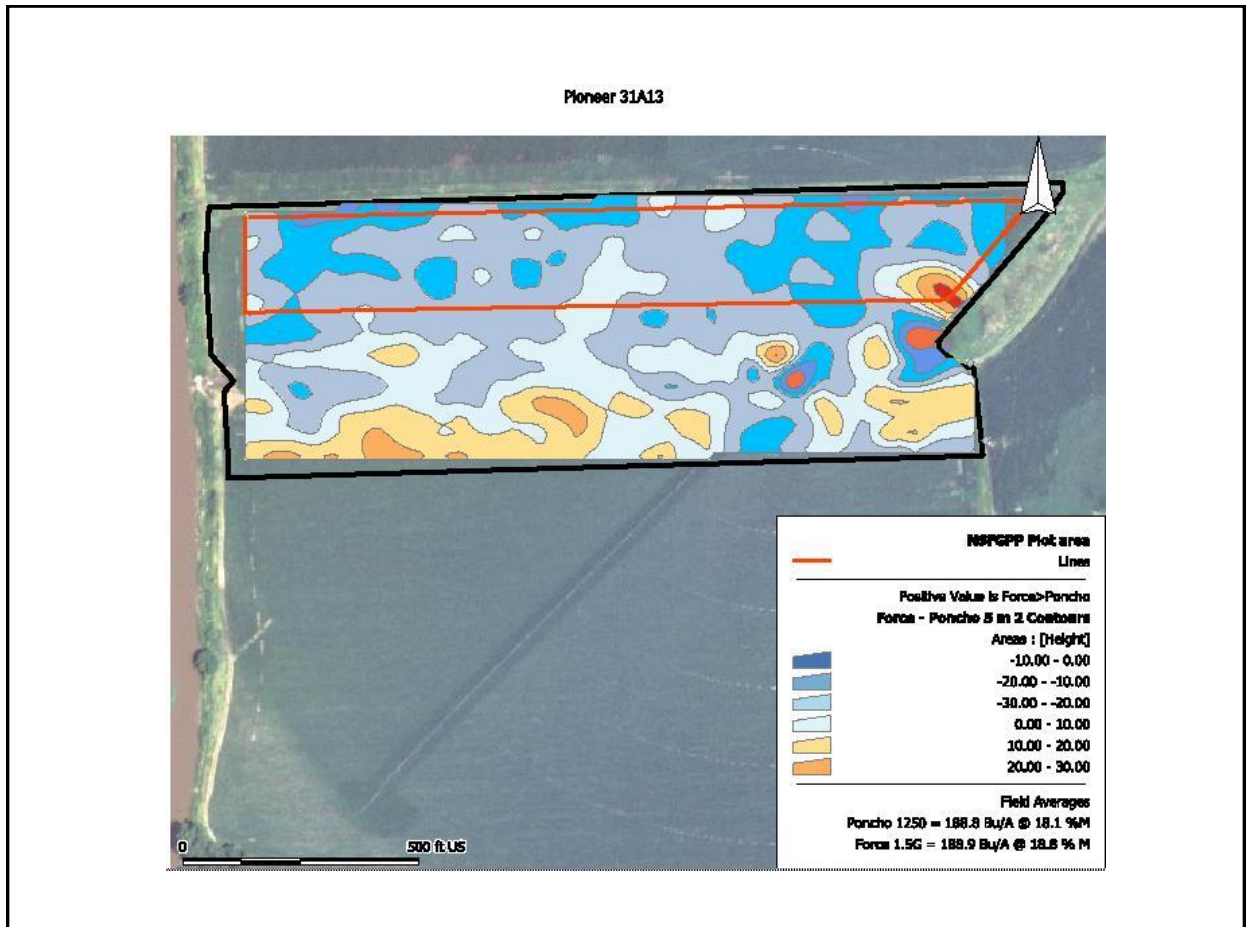 Pioneer 31A13
NSFGPP Plot area
Lines
Positive Value is Force>Poncho
Force - Poncho 5 m 2 Contours
Areas : [Height]
-10.00 - 0.00
-20.00 - -10.00
-30.00 - -20.00
0.00 - 10.00
10.00 - 20.00
20.00 - 30.00
Field Averages
Poncho 1250 = 188.8 Bu/A @ 18.1 %M
Force 1.5G = 188.9 Bu/A @ 18.8 % M
0 500 ft US